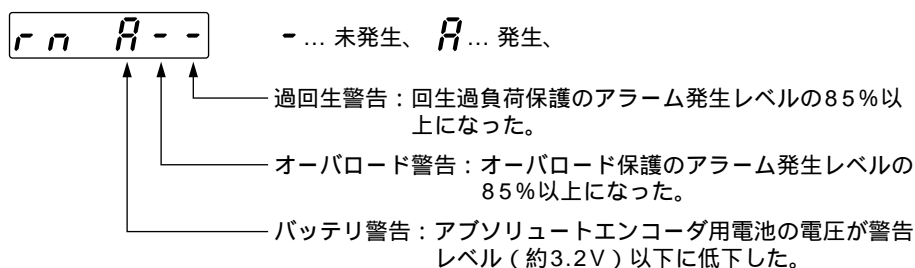 rn A--
- … 未発生、 A … 発生、
過回生警告：回生過負荷保護のアラーム発生レベルの85％以
上になった。
オーバロード警告：オーバロード保護のアラーム発生レベルの
85％以上になった。
バッテリ警告：アブソリュートエンコーダ用電池の電圧が警告
レベル（約3.2V）以下に低下した。